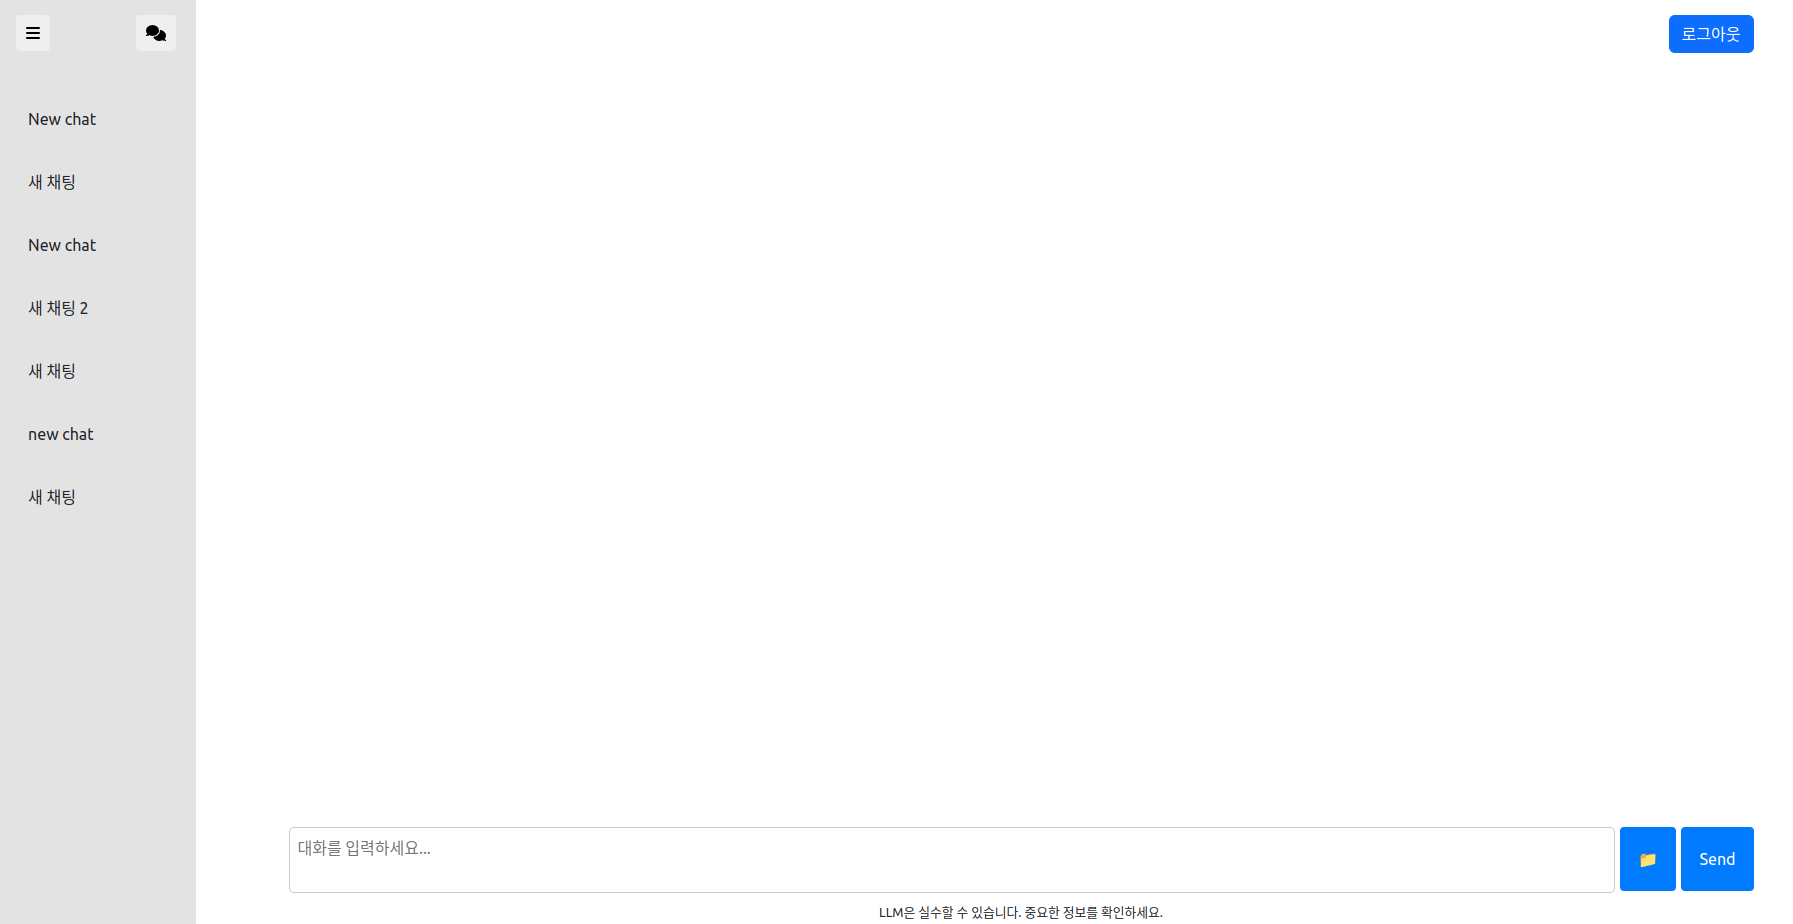 로그아웃
New chat
새 채팅
New chat
새 채팅 2
새 채팅
new chat
새 채팅
대화를 입력하세요...
Send
LLM은 실수할 수 있습니다. 중요한 정보를 확인하세요.